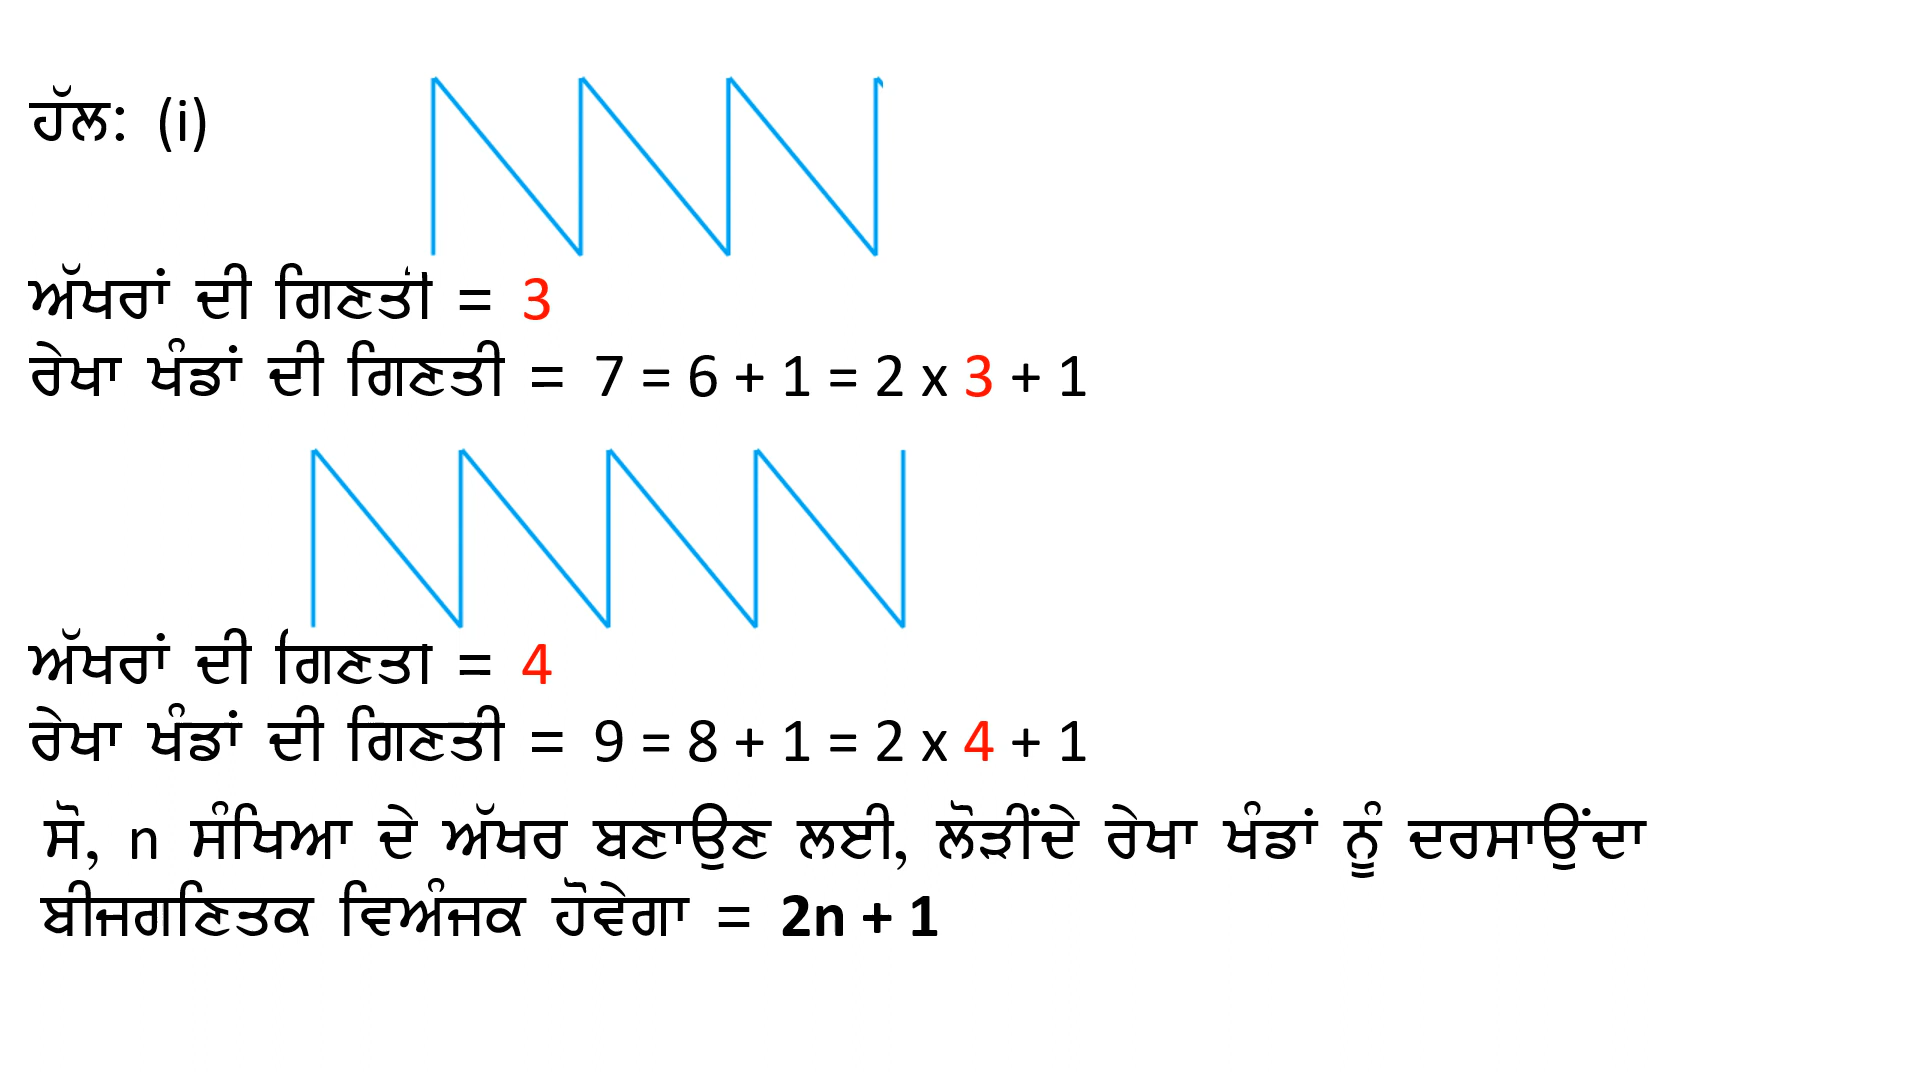 ਹੱਲ: (i)
ਅੱਖਰਾਂ ਦੀ ਗਿਣਤੀ = 3
ਰੇਖਾ ਖੰਡਾਂ ਦੀ ਗਿਣਤੀ = 7 = 6 + 1 = 2 x 3 + 1
ਅੱਖਰਾਂ ਦੀ ਗਿਣਤੀ = 4
ਰੇਖਾ ਖੰਡਾਂ ਦੀ ਗਿਣਤੀ = 9 = 8 + 1 = 2 x 4 + 1
ਸੋ, n ਸੰਖਿਆ ਦੇ ਅੱਖਰ ਬਣਾਉਣ ਲਈ, ਲੋੜੀਂਦੇ ਰੇਖਾ ਖੰਡਾਂ ਨੂੰ ਦਰਸਾਉਂਦਾ
ਬੀਜਗਣਿਤਕ ਵਿਅੰਜਕ ਹੋਵੇਗਾ = 2n + 1